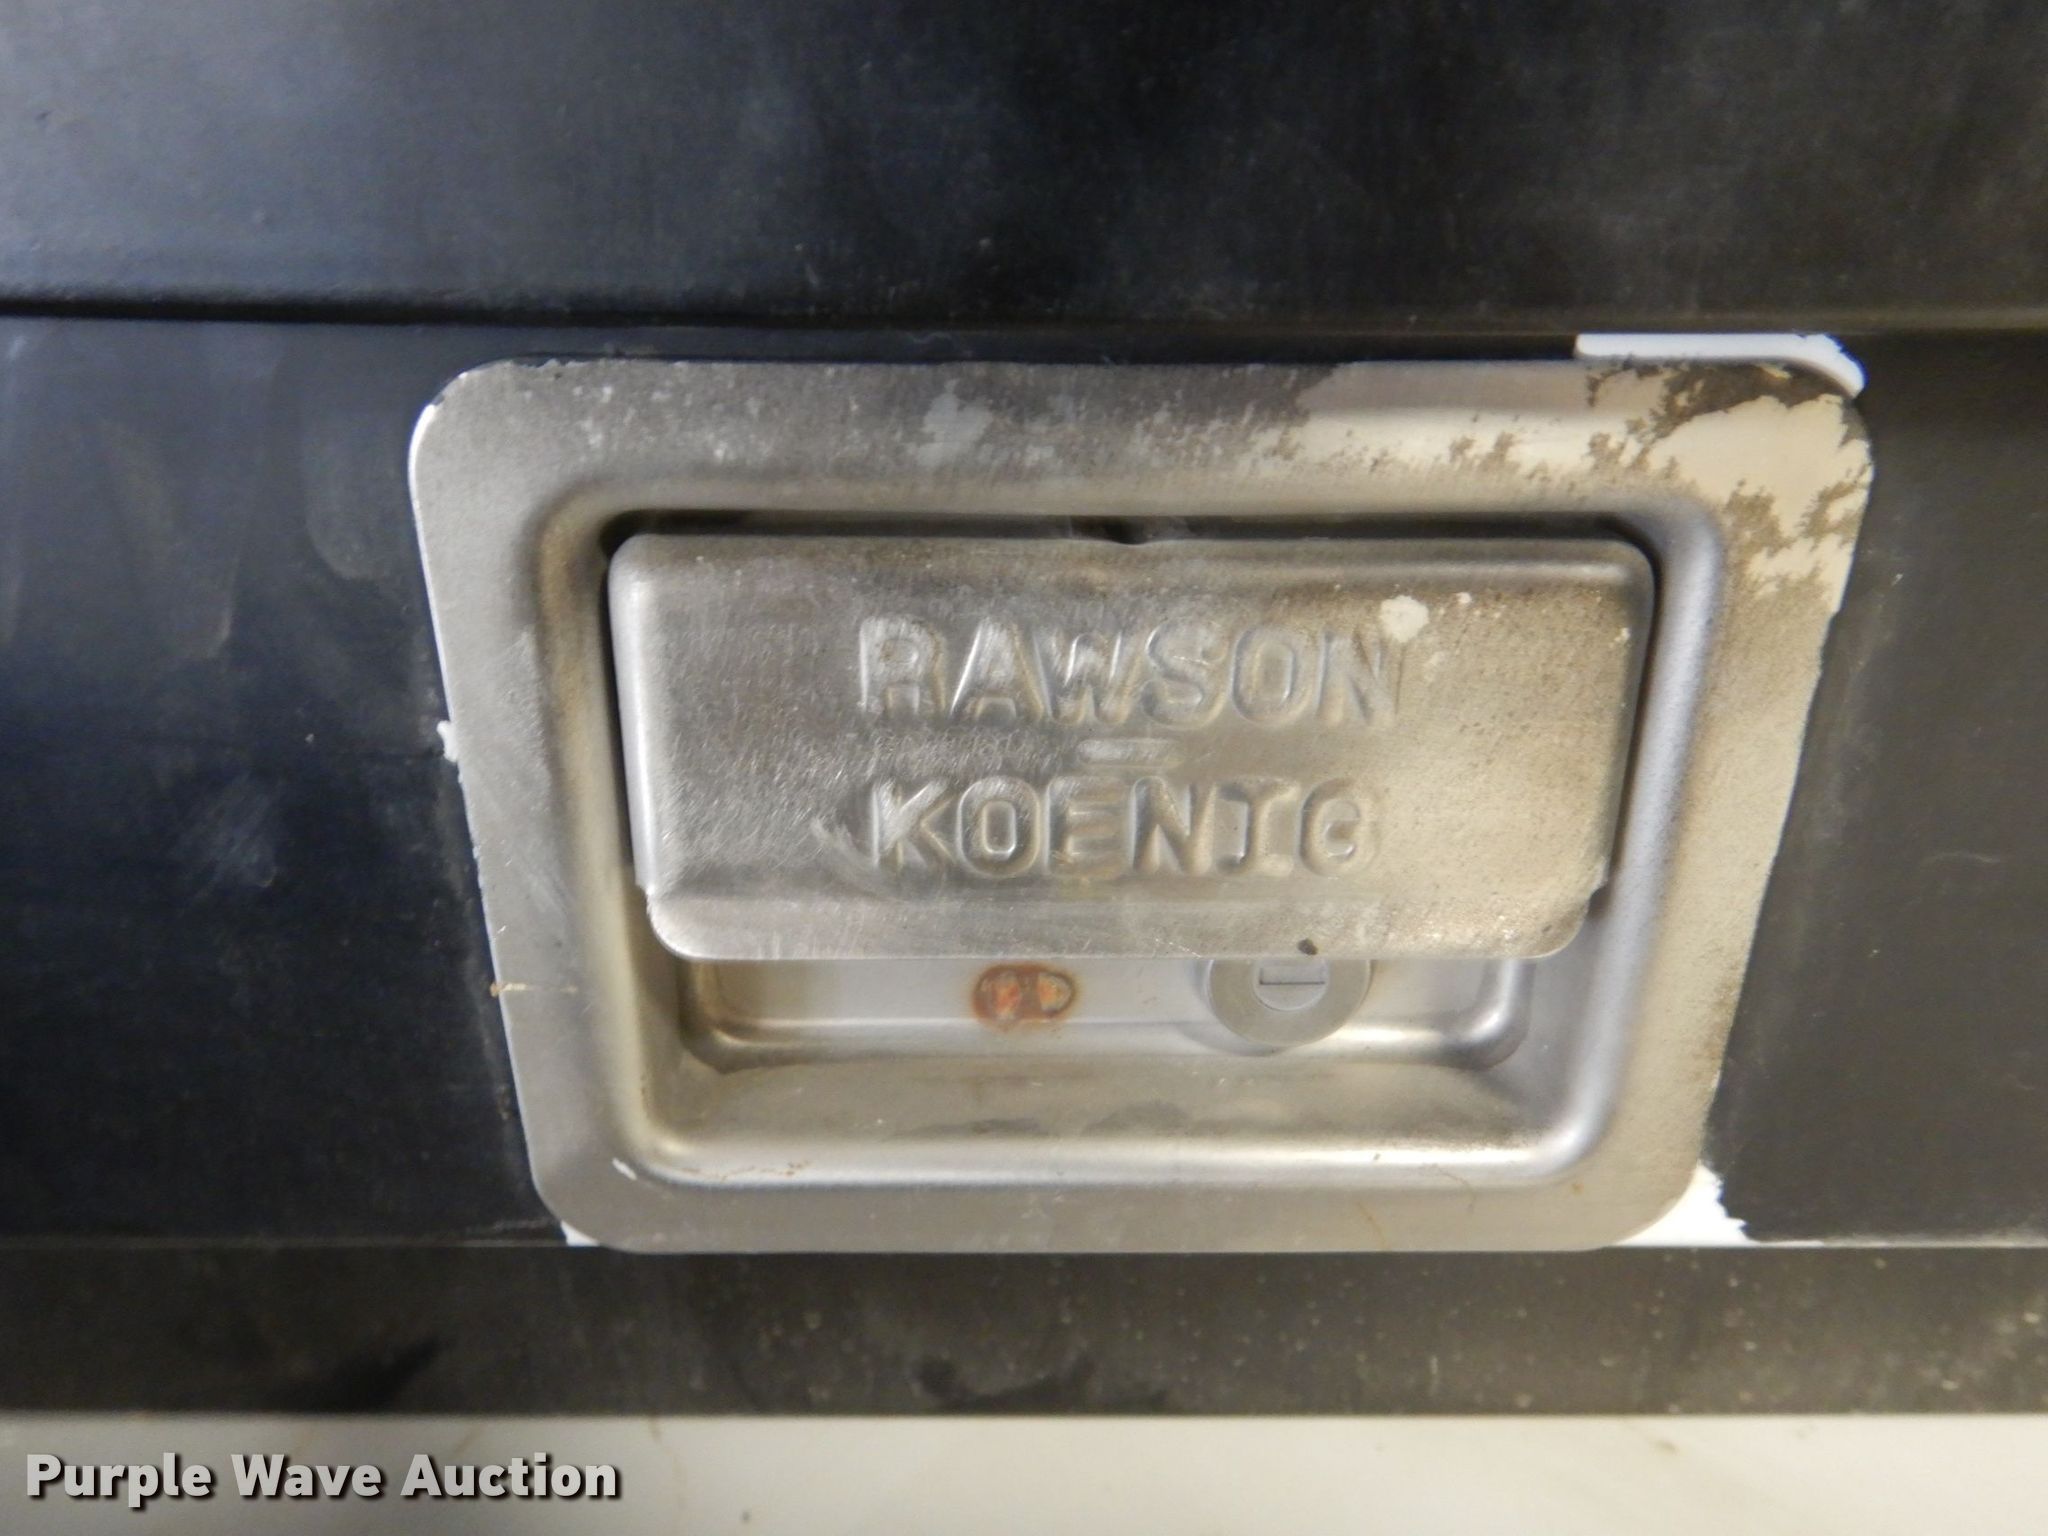 RAWSON
-
KOENIG
Purple Wave Auction